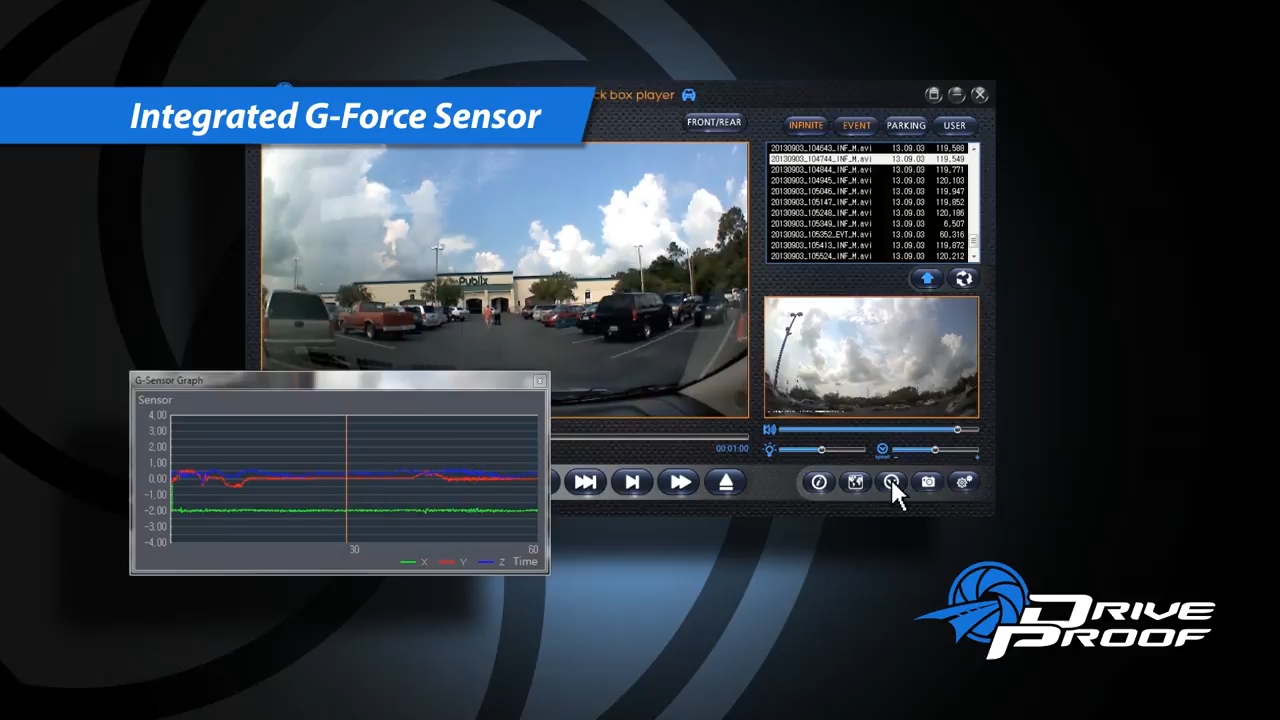 Integrated G-Force Sensor
ck box player
FRONT/REAR
INFINITE EVENT PARKING USER
20130903_104643_INF_M.avi 13.09.03 119,588
20130903_104744_INF_M.avi 13.09.03 119,549
20130903_104844_INF_M.avi 13.09.03 119,771
20130903_104945_INF_M.avi 13.09.03 120,103
20130903_105046_INF_M.avi 13.09.03 119,947
20130903_105147_INF_M.avi 13.09.03 119,852
20130903_105248_INF_M.avi 13.09.03 120,186
20130903_105349_INF_M.avi 13.09.03 6,507
20130903_105352_EVT_M.avi 13.09.03 60,316
20130903_105413_INF_M.avi 13.09.03 119,872
20130903_105524_INF_M.avi 13.09.03 120,212
Publix
00:01:00
G-Sensor Graph
Sensor
4,00
3,00
2,00
1,00
0,00
-1,00
-2,00
-3,00
-4,00
30 60
X Y Z Time
DRIVE
PROOF